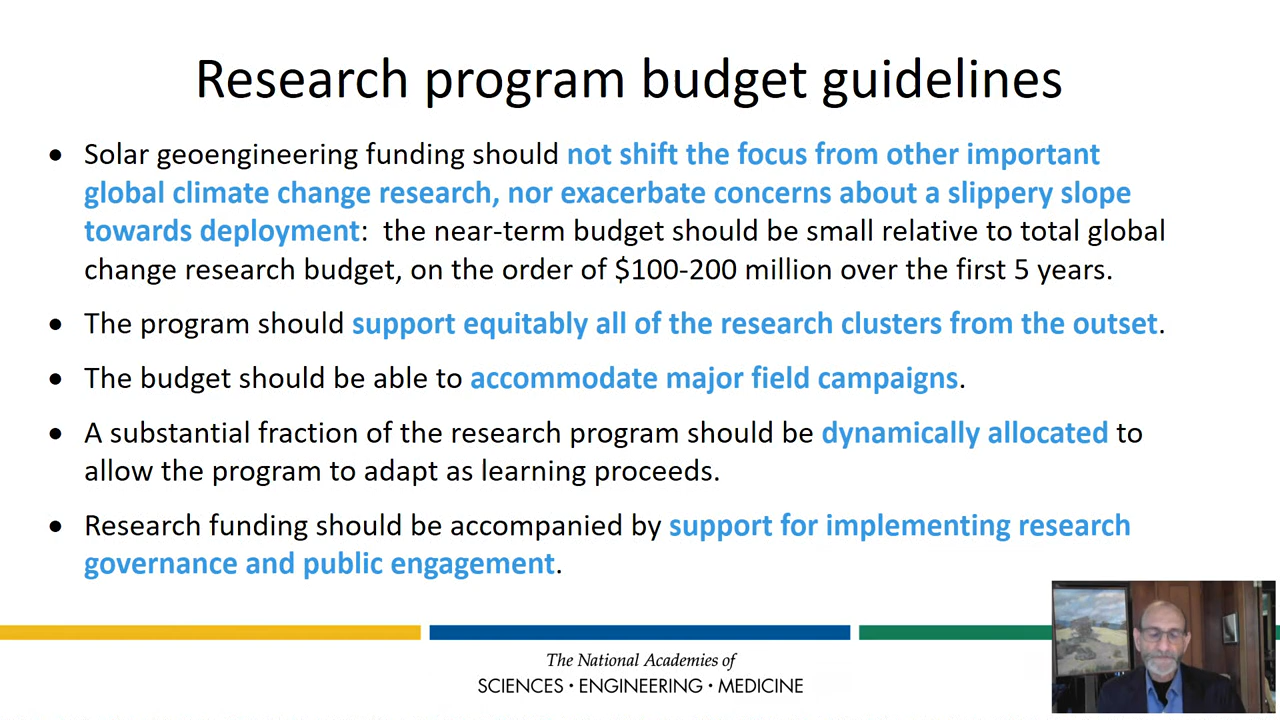 Research program budget guidelines
• Solar geoengineering funding should not shift the focus from other important
global climate change research, nor exacerbate concerns about a slippery slope
towards deployment:  the near-term budget should be small relative to total global
change research budget, on the order of $100-200 million over the first 5 years.
• The program should support equitably all of the research clusters from the outset.
• The budget should be able to accommodate major field campaigns.
• A substantial fraction of the research program should be dynamically allocated to
allow the program to adapt as learning proceeds.
• Research funding should be accompanied by support for implementing research
governance and public engagement.
The National Academies of
SCIENCES · ENGINEERING · MEDICINE